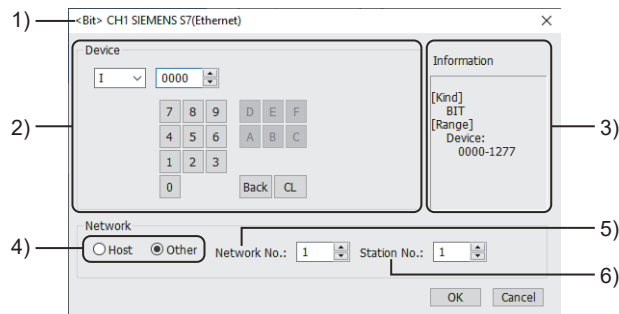 1)
<Bit> CH1 SIEMENS S7(Ethernet)
Device
I 0000
7 8 9 D E F
4 5 6 A B C
1 2 3
0 Back CL
2)
Information
[Kind]
BIT
[Range]
Device:
0000-1277
3)
Network
4)
Host Other Network No.: 1 Station No.: 1
5)
6)
OK Cancel